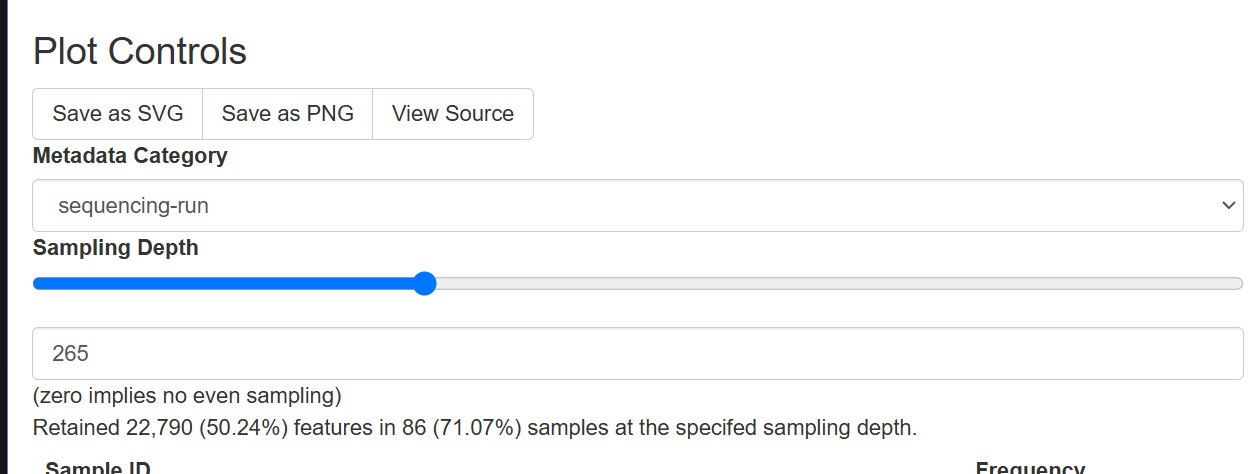 Plot Controls
Save as SVG Save as PNG View Source
Metadata Category
sequencing-run
Sampling Depth
265
(zero implies no even sampling)
Retained 22,790 (50.24%) features in 86 (71.07%) samples at the specifed sampling depth.
Sample ID Frequency